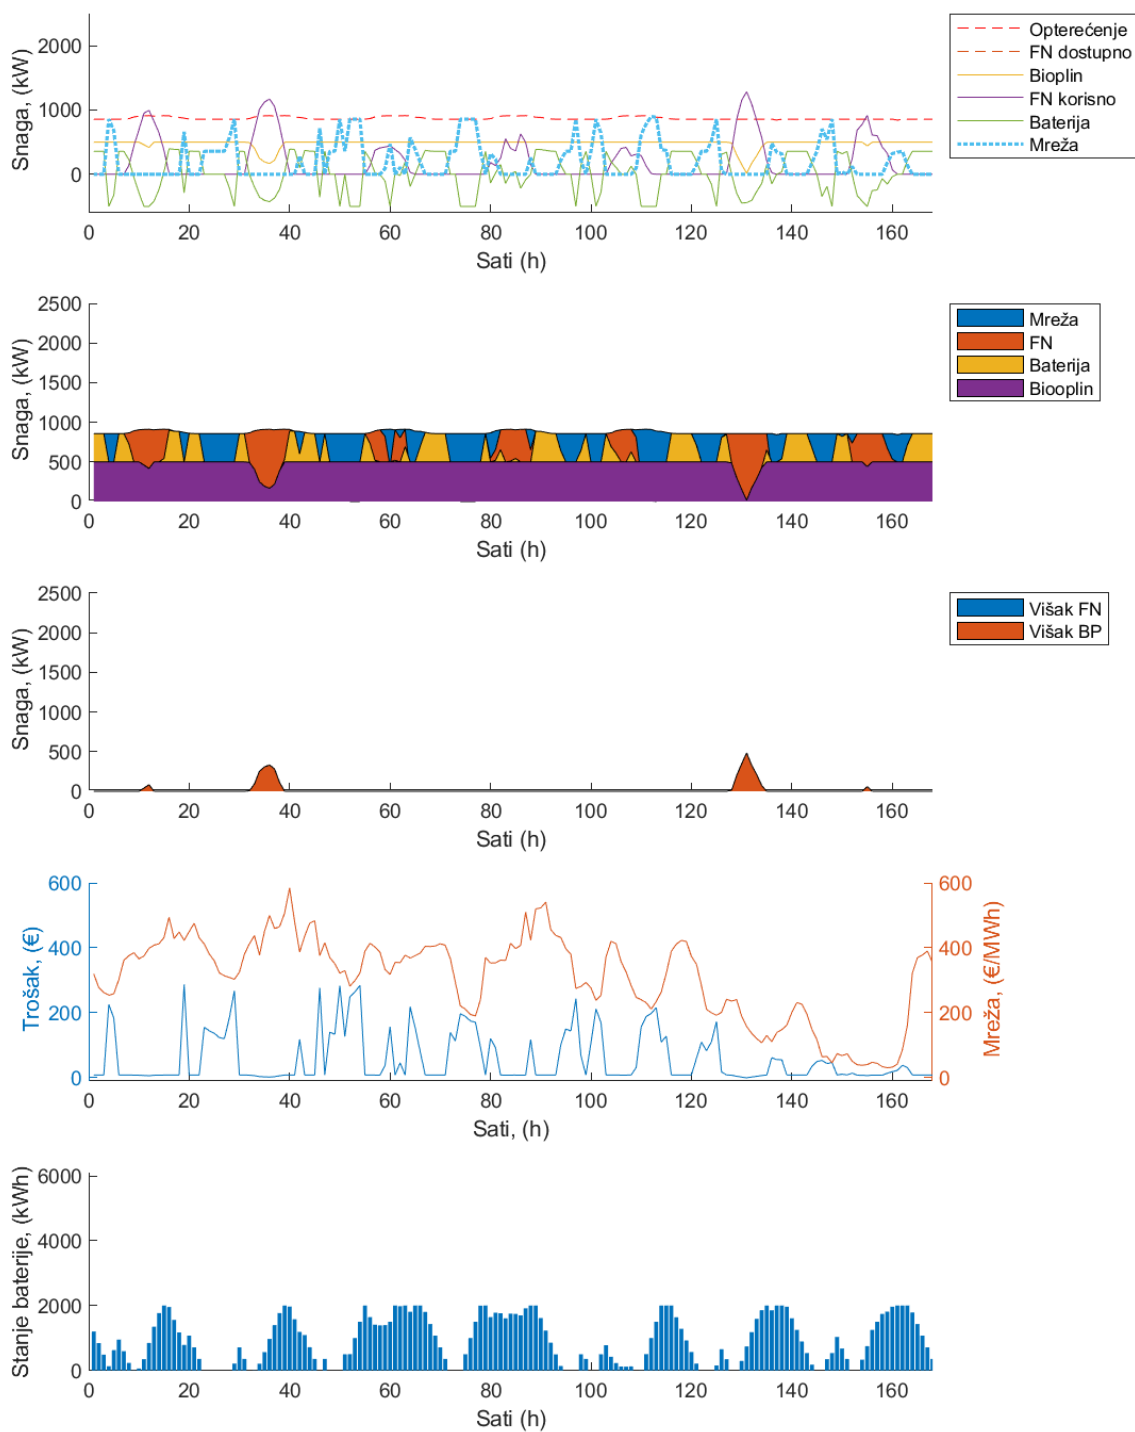 2000
1000
0
Snaga, (kW)
0 20 40 60 80 100 120 140 160
Sati (h)
Opterećenje
FN dostupno
Bioplin
FN korisno
Baterija
Mreža
2500
2000
1500
1000
500
0
Snaga, (kW)
0 20 40 60 80 100 120 140 160
Sati (h)
Mreža
FN
Baterija
Biooplin
2500
2000
1500
1000
500
0
Snaga, (kW)
0 20 40 60 80 100 120 140 160
Sati (h)
Višak FN
Višak BP
600
400
200
0
Trošak, (€)
600
400
200
0
Mreža, (€/MWh)
0 20 40 60 80 100 120 140 160
Sati, (h)
6000
4000
2000
0
Stanje baterije, (kWh)
0 20 40 60 80 100 120 140 160
Sati (h)